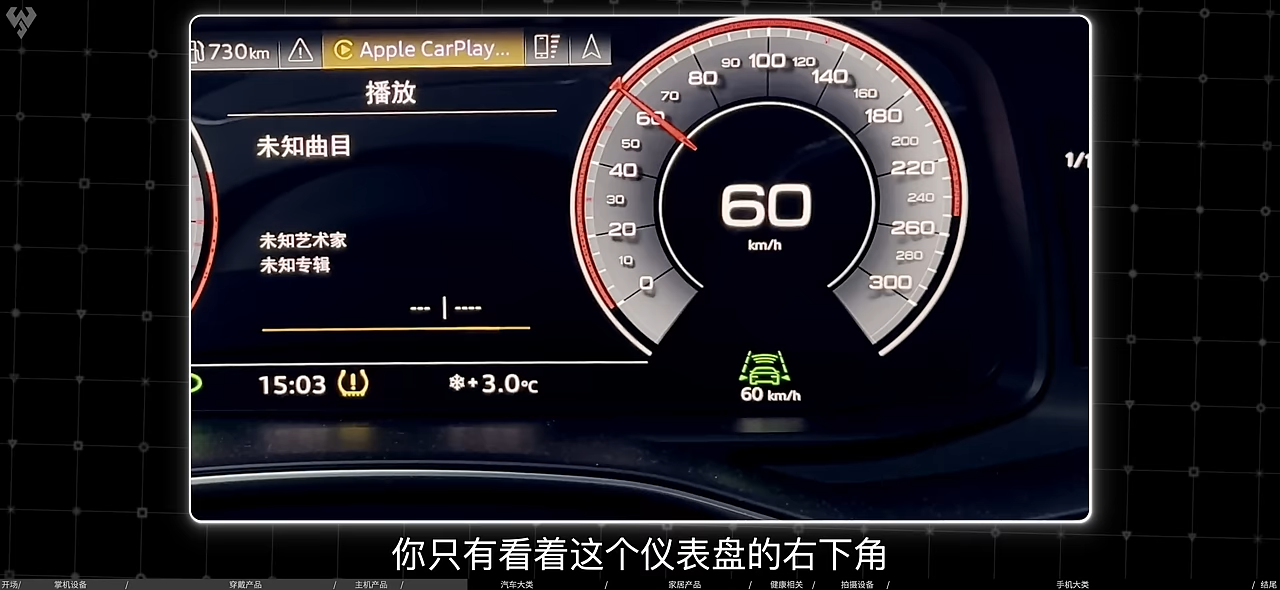 730km
Apple CarPlay...
播放
未知曲目
未知艺术家
未知专辑
--- | ----
15:03
❄+3.0°C
0
10
20
30
40
50
60
70
80
90
100
120
140
160
180
200
220
240
260
280
300
60
km/h
60 km/h
1/1
你只有看着这个仪表盘的右下角
开场/ 掌机设备 / 穿戴产品 / 主机产品 / 汽车大类 / 家居产品 / 健康相关 / 拍摄设备 / 手机大类 / 结尾